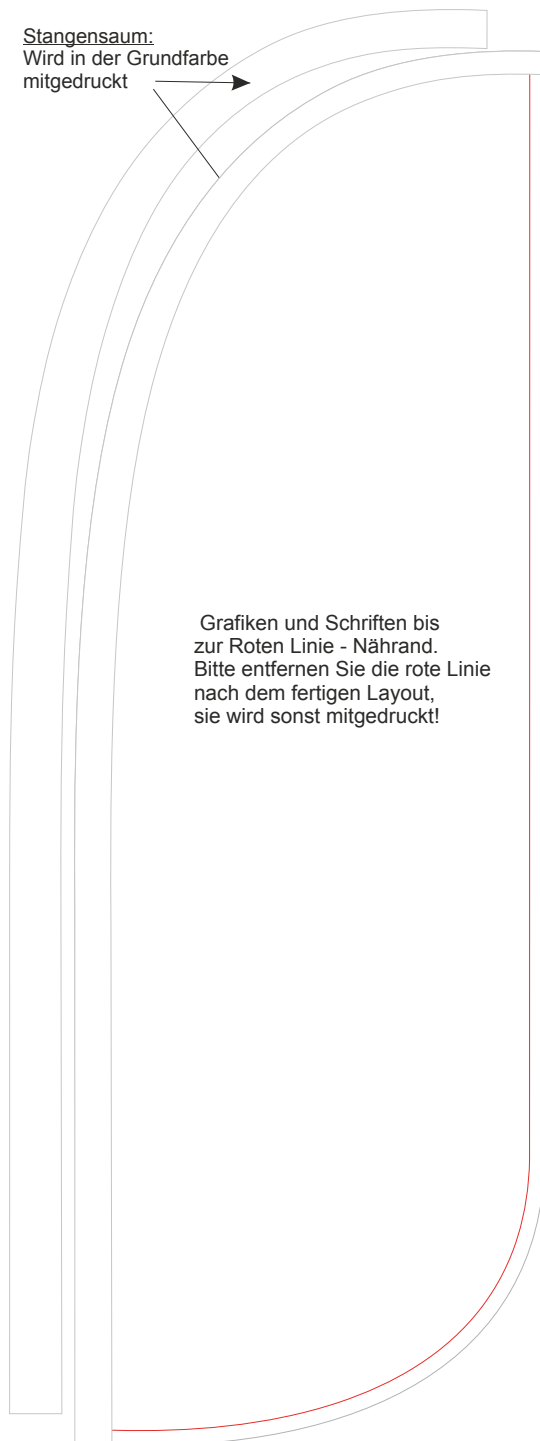 Stangensaum:
Wird in der Grundfarbe
mitgedruckt
Grafiken und Schriften bis
zur Roten Linie - Nährand.
Bitte entfernen Sie die rote Linie
nach dem fertigen Layout,
sie wird sonst mitgedruckt!